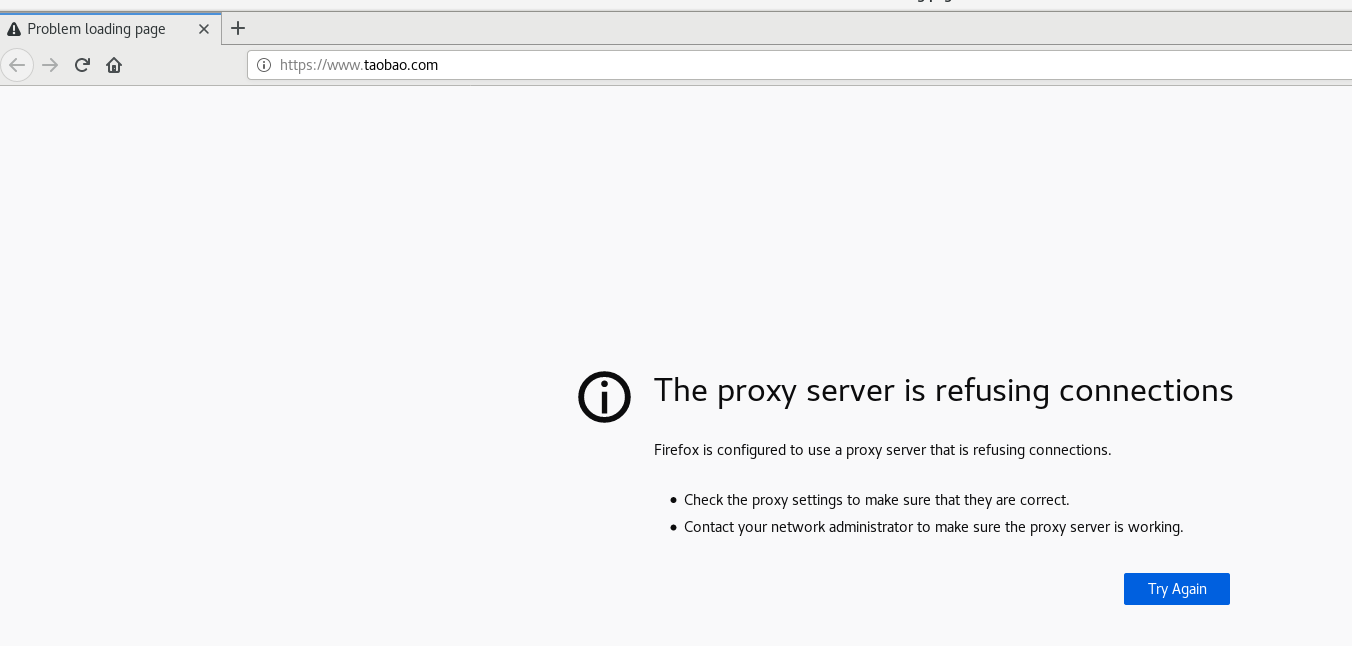 Problem loading page
https://www.taobao.com
The proxy server is refusing connections
Firefox is configured to use a proxy server that is refusing connections.
Check the proxy settings to make sure that they are correct.
Contact your network administrator to make sure the proxy server is working.
Try Again